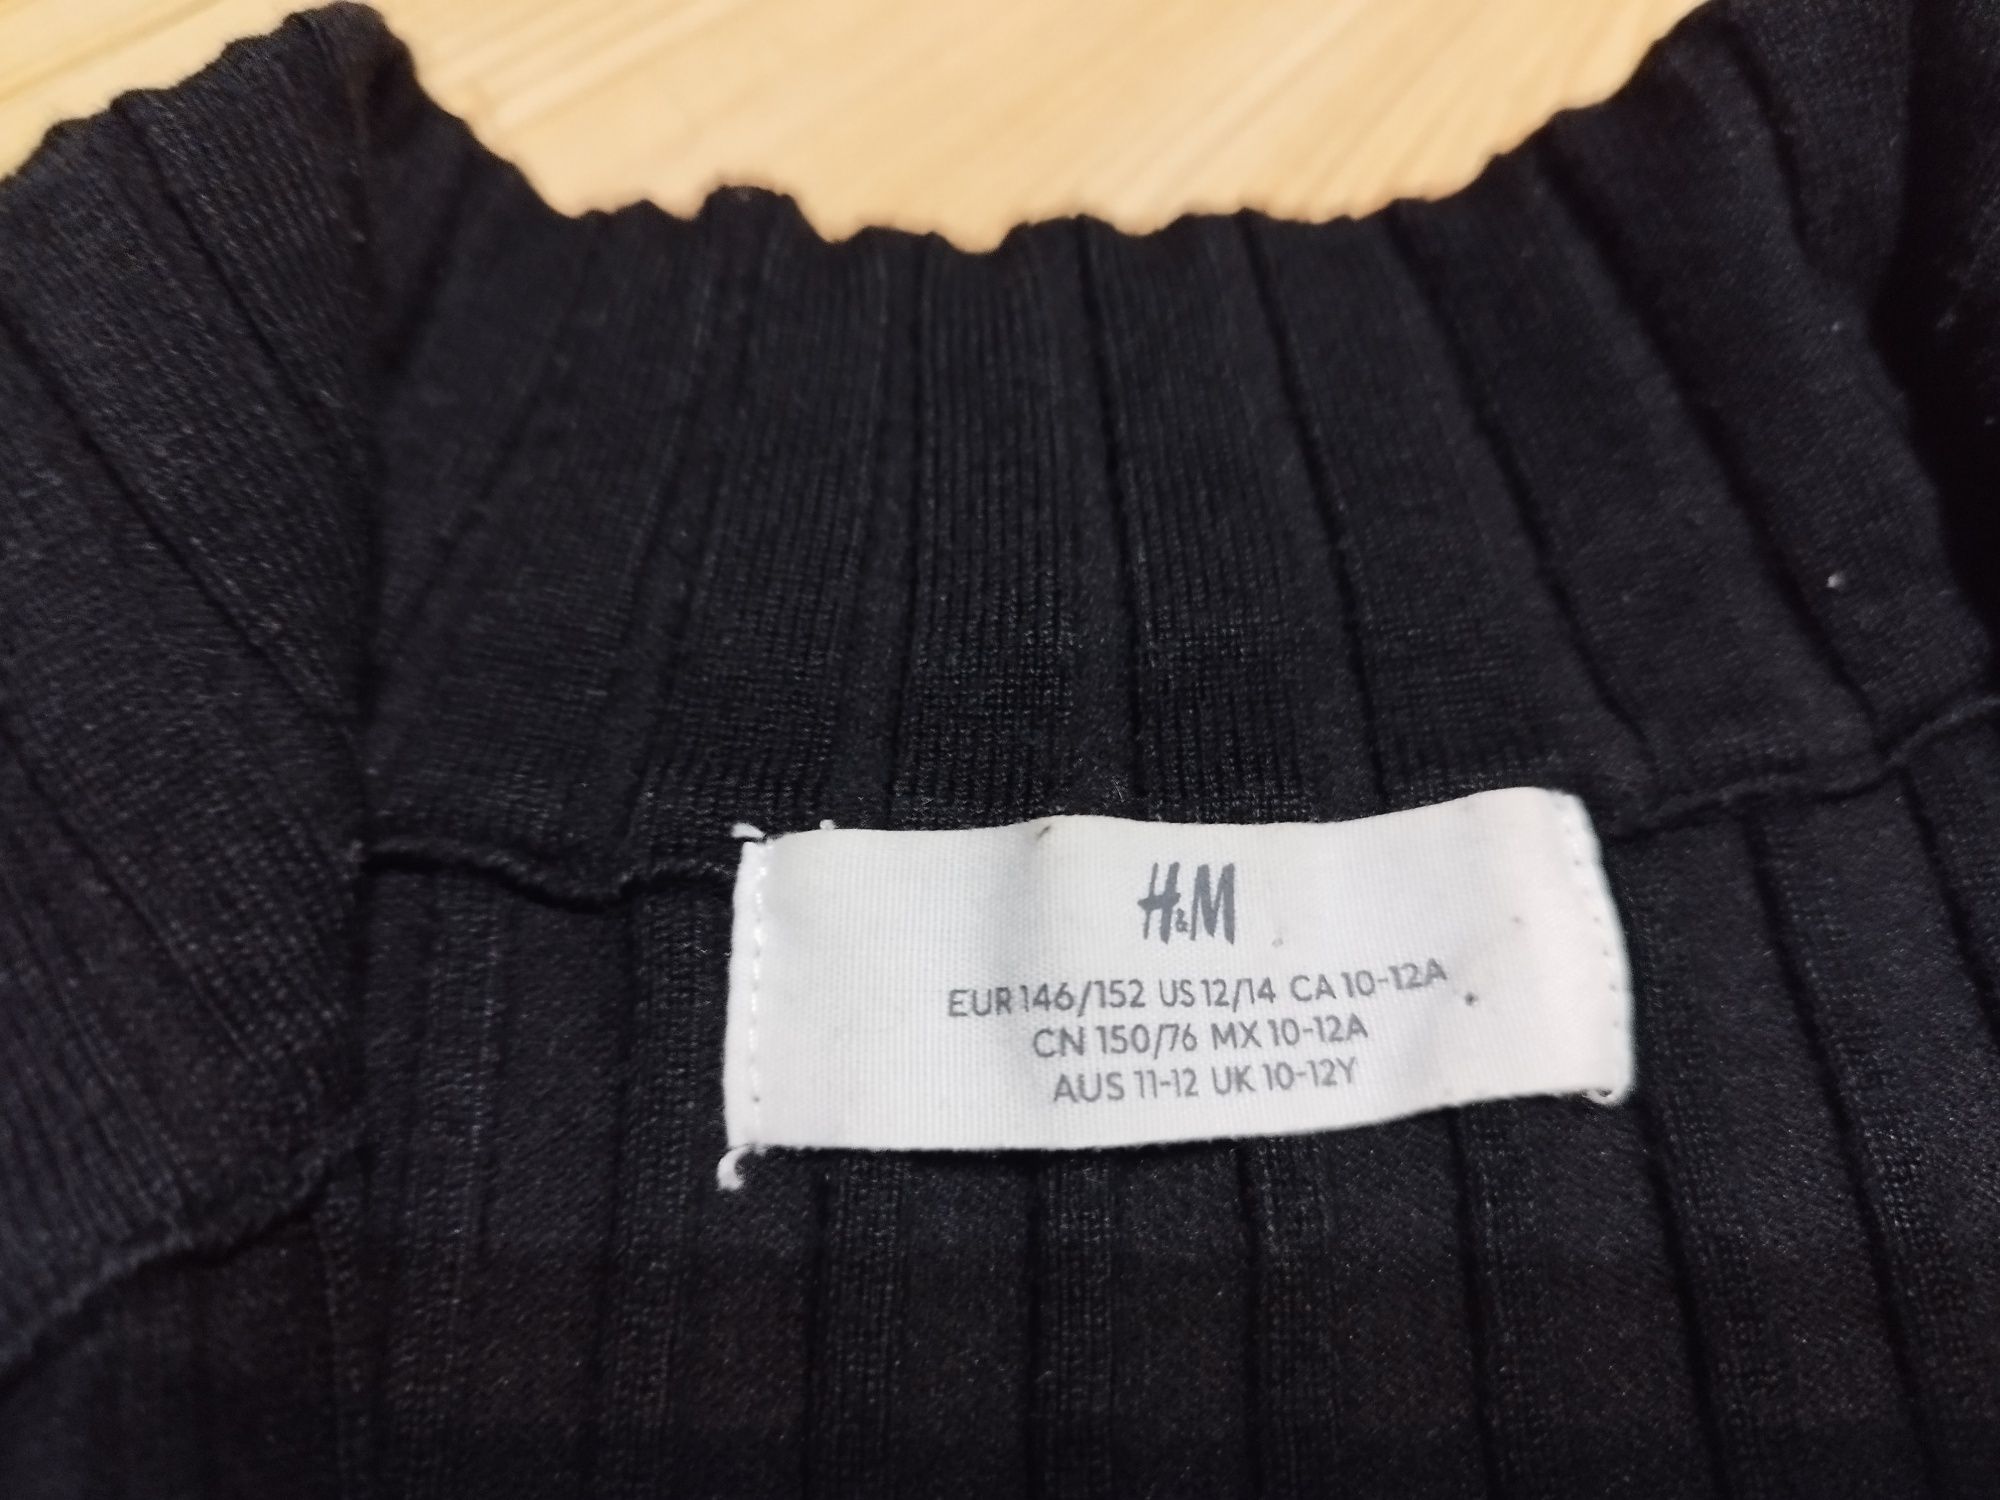 H&M
EUR 146/152 US 12/14 CA 10-12A
CN 150/76 MX 10-12A
AUS 11-12 UK 10-12Y